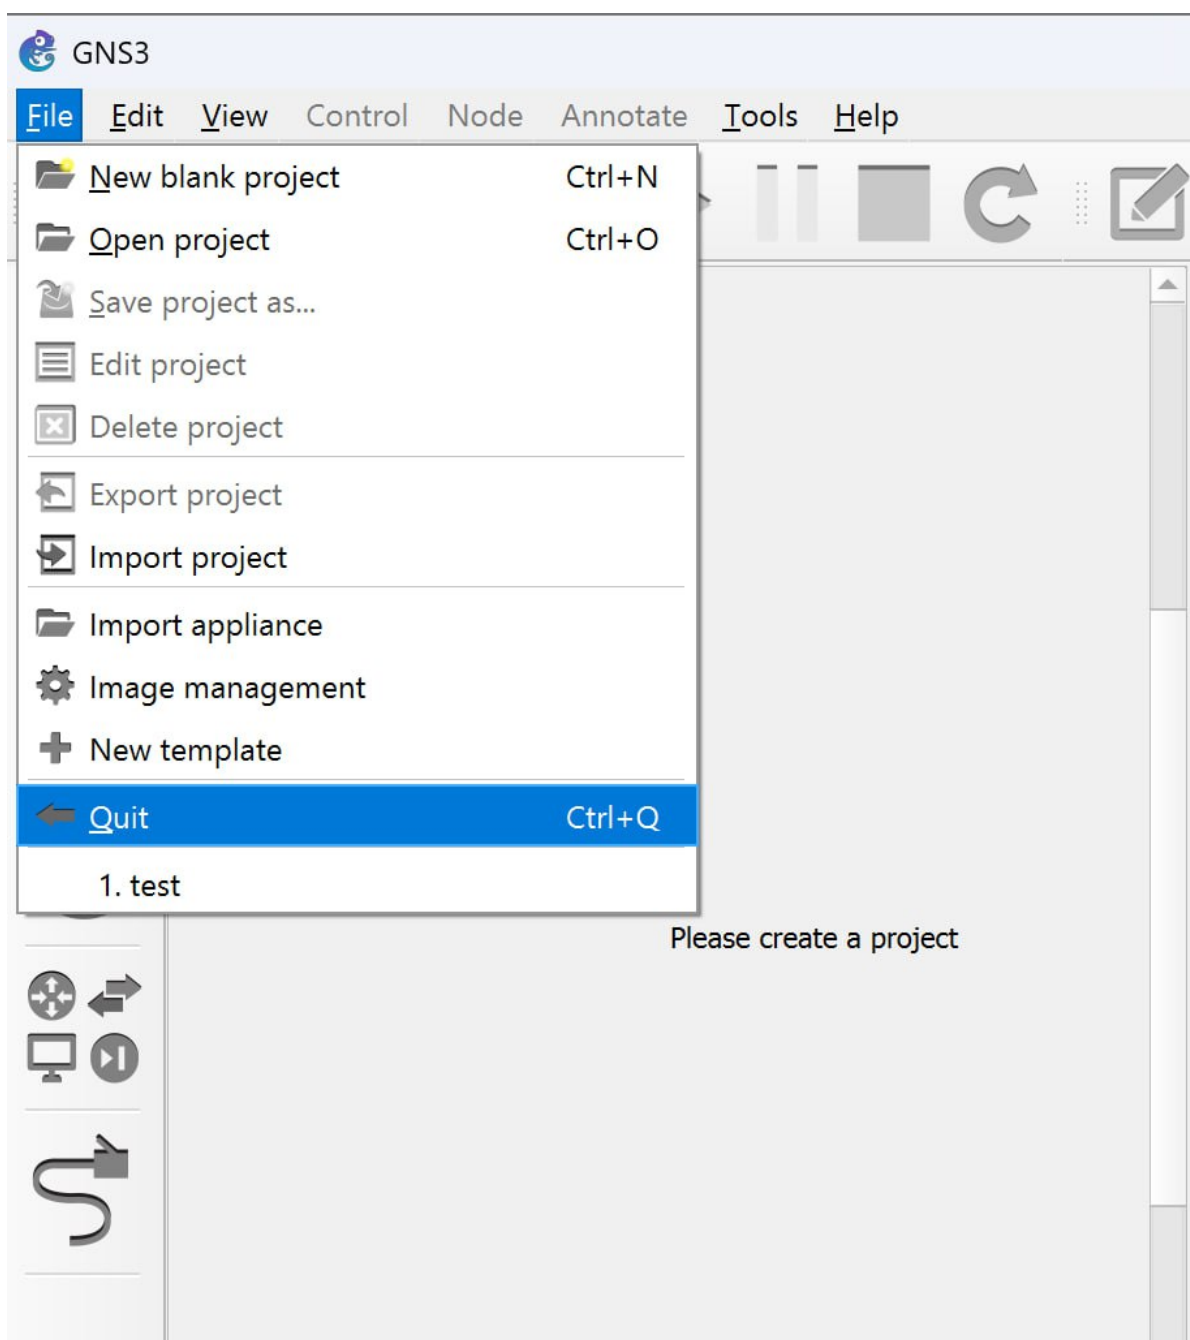 GNS3
File Edit View Control Node Annotate Tools Help
New blank project Ctrl+N
Open project Ctrl+O
Save project as...
Edit project
Delete project
Export project
Import project
Import appliance
Image management
New template
Quit Ctrl+Q
1. test
Please create a project